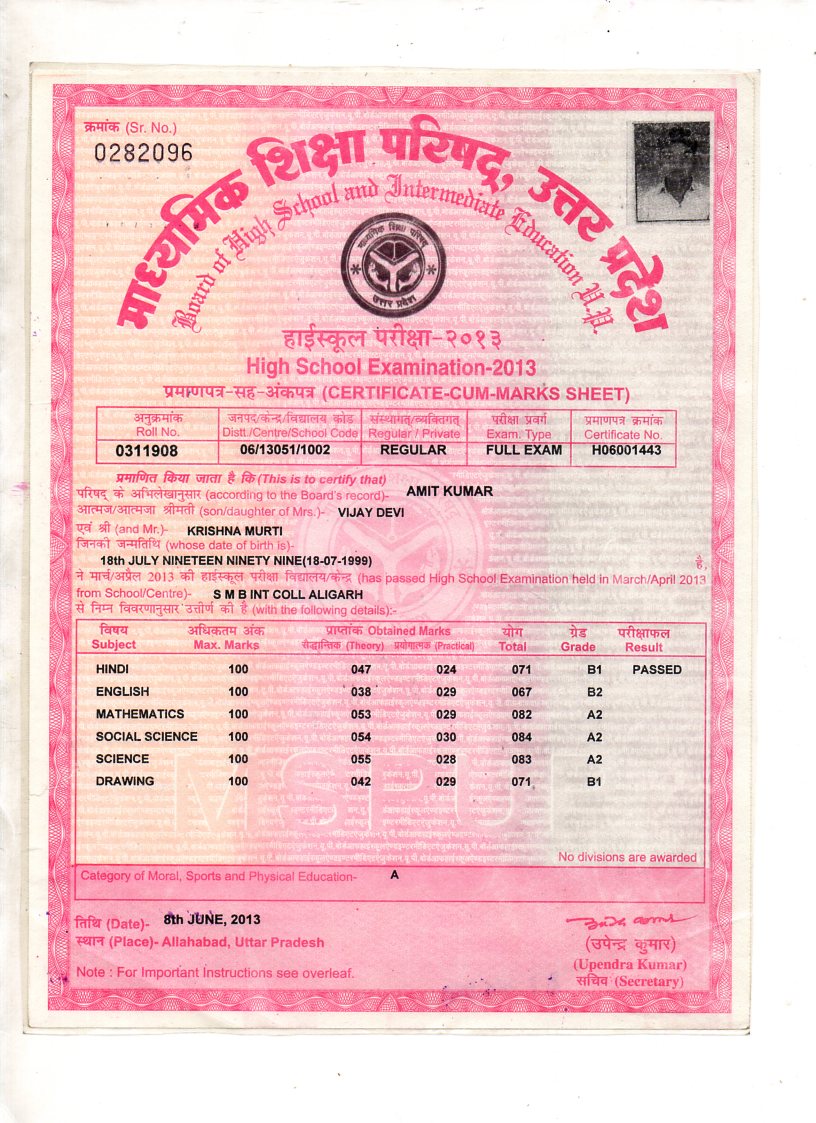 क्रमांक (Sr. No.)
0282096
माध्यमिक शिक्षा परिषद्, उत्तर प्रदेश
Board of High School and Intermediate Education U.P.
माध्यमिक शिक्षा परिषद्
उत्तर प्रदेश
हाईस्कूल परीक्षा-२०१३
High School Examination-2013
प्रमाणपत्र-सह-अंकपत्र (CERTIFICATE-CUM-MARKS SHEET)
अनुक्रमांक जनपद/केन्द्र/विद्यालय कोड संस्थागत/व्यक्तिगत् परीक्षा प्रवर्ग प्रमाणपत्र क्रमांक
Roll No. Distt./Centre/School Code Regular / Private Exam. Type Certificate No.
0311908 06/13051/1002 REGULAR FULL EXAM H06001443
प्रमाणित किया जाता है कि (This is to certify that)
परिषद् के अभिलेखानुसार (according to the Board's record)- AMIT KUMAR
आत्मज/आत्मजा श्रीमती (son/daughter of Mrs.)- VIJAY DEVI
एवं श्री (and Mr.)- KRISHNA MURTI
जिनकी जन्मतिथि (whose date of birth is)-
18th JULY NINETEEN NINETY NINE(18-07-1999) है,
ने मार्च/अप्रैल 2013 की हाईस्कूल परीक्षा विद्यालय/केन्द्र (has passed High School Examination held in March/April 2013
from School/Centre)- S M B INT COLL ALIGARH
से निम्न विवरणानुसार उत्तीर्ण की है (with the following details):-
विषय अधिकतम अंक प्राप्तांक Obtained Marks योग ग्रेड परीक्षाफल
Subject Max. Marks सैद्धान्तिक (Theory) प्रयोगात्मक (Practical) Total Grade Result
HINDI 100 047 024 071 B1 PASSED
ENGLISH 100 038 029 067 B2
MATHEMATICS 100 053 029 082 A2
SOCIAL SCIENCE 100 054 030 084 A2
SCIENCE 100 055 028 083 A2
DRAWING 100 042 029 071 B1
No divisions are awarded
Category of Moral, Sports and Physical Education- A
तिथि (Date)- 8th JUNE, 2013
स्थान (Place)- Allahabad, Uttar Pradesh
(उपेन्द्र कुमार)
(Upendra Kumar)
सचिव (Secretary)
Note : For Important Instructions see overleaf.